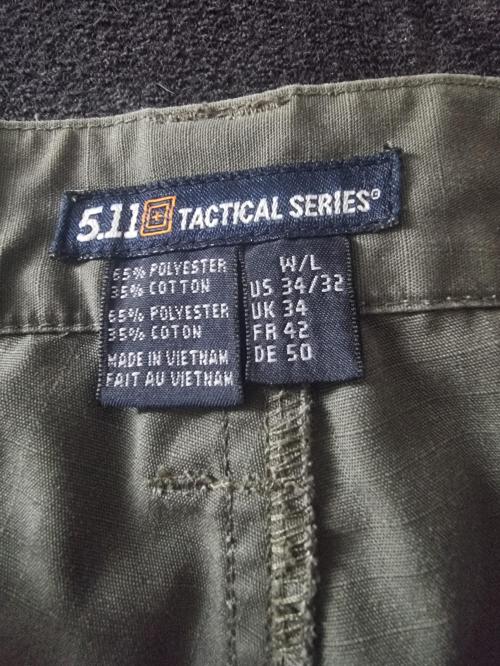 5.11 TACTICAL SERIES®
65% POLYESTER
35% COTTON
65% POLYESTER
35% COTON
MADE IN VIETNAM
FAIT AU VIETNAM
W/L
US 34/32
UK 34
FR 42
DE 50